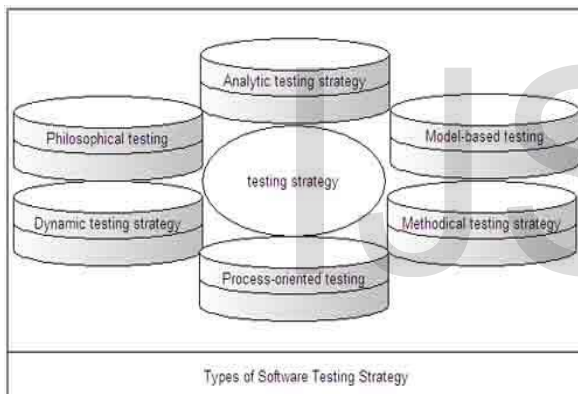 Analytic testing strategy
Philosophical testing
Model-based testing
testing strategy
Dynamic testing strategy
Methodical testing strategy
Process-oriented testing
Types of Software Testing Strategy